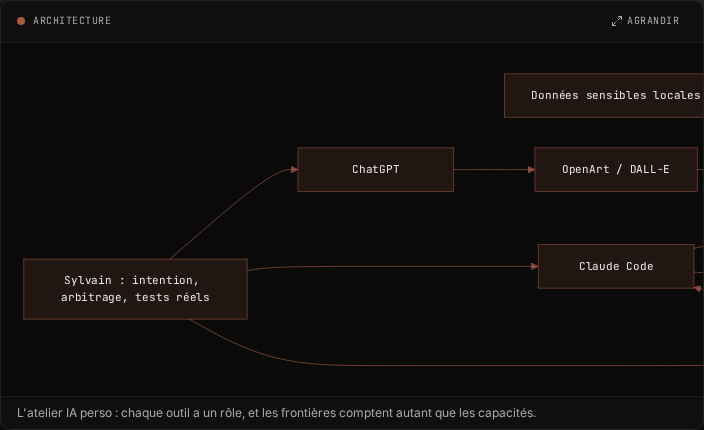 ARCHITECTURE
AGRANDIR
Données sensibles locales
ChatGPT
OpenArt / DALL-E
Claude Code
Sylvain : intention,
arbitrage, tests réels
L'atelier IA perso : chaque outil a un rôle, et les frontières comptent autant que les capacités.